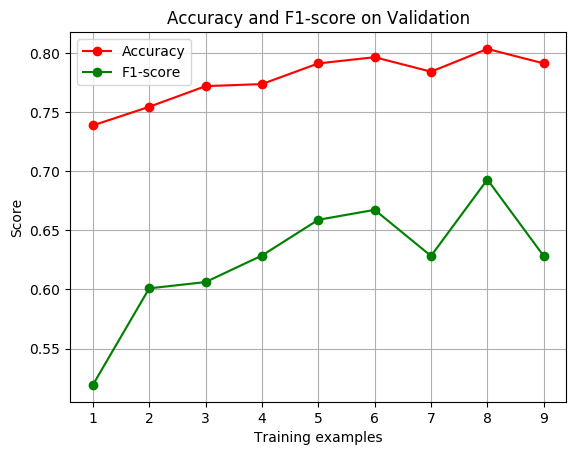 Accuracy and F1-score on Validation
Accuracy
F1-score
0.80
0.75
0.70
0.65
0.60
0.55
Score
1 2 3 4 5 6 7 8 9
Training examples